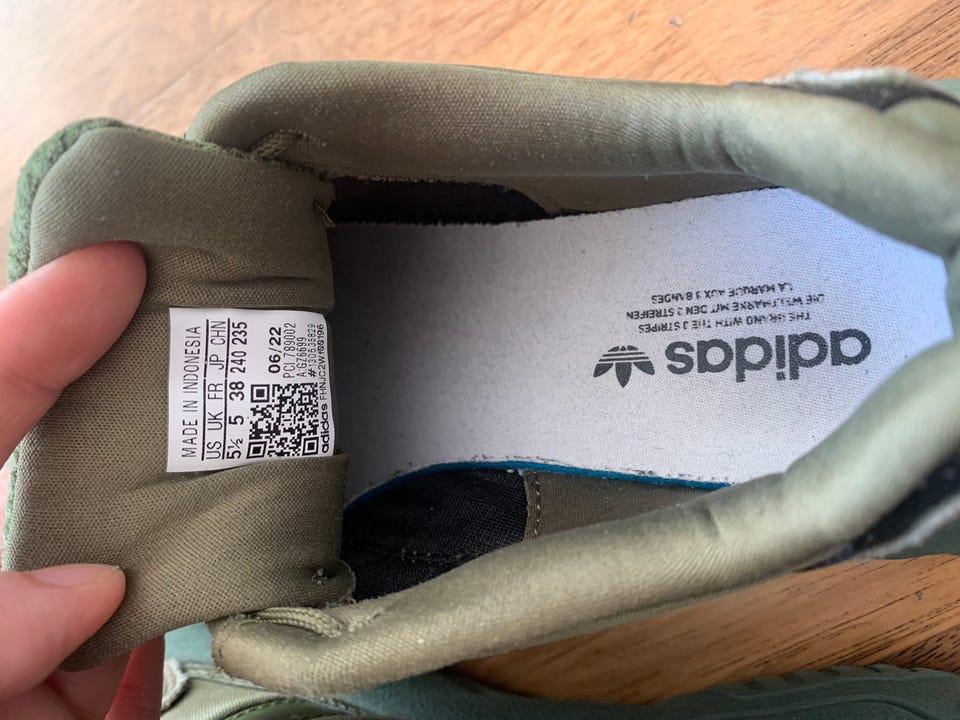 MADE IN INDONESIA
US UK FR JP CHN
5½ 5 38 240 235
06/22
PCI 789002
A:GZ6699
adidas
adidas
THE BRAND WITH THE 3 STRIPES
DIE WELTMARKE MIT DEN 3 STREIFEN
LA MARQUE AUX 3 BANDES